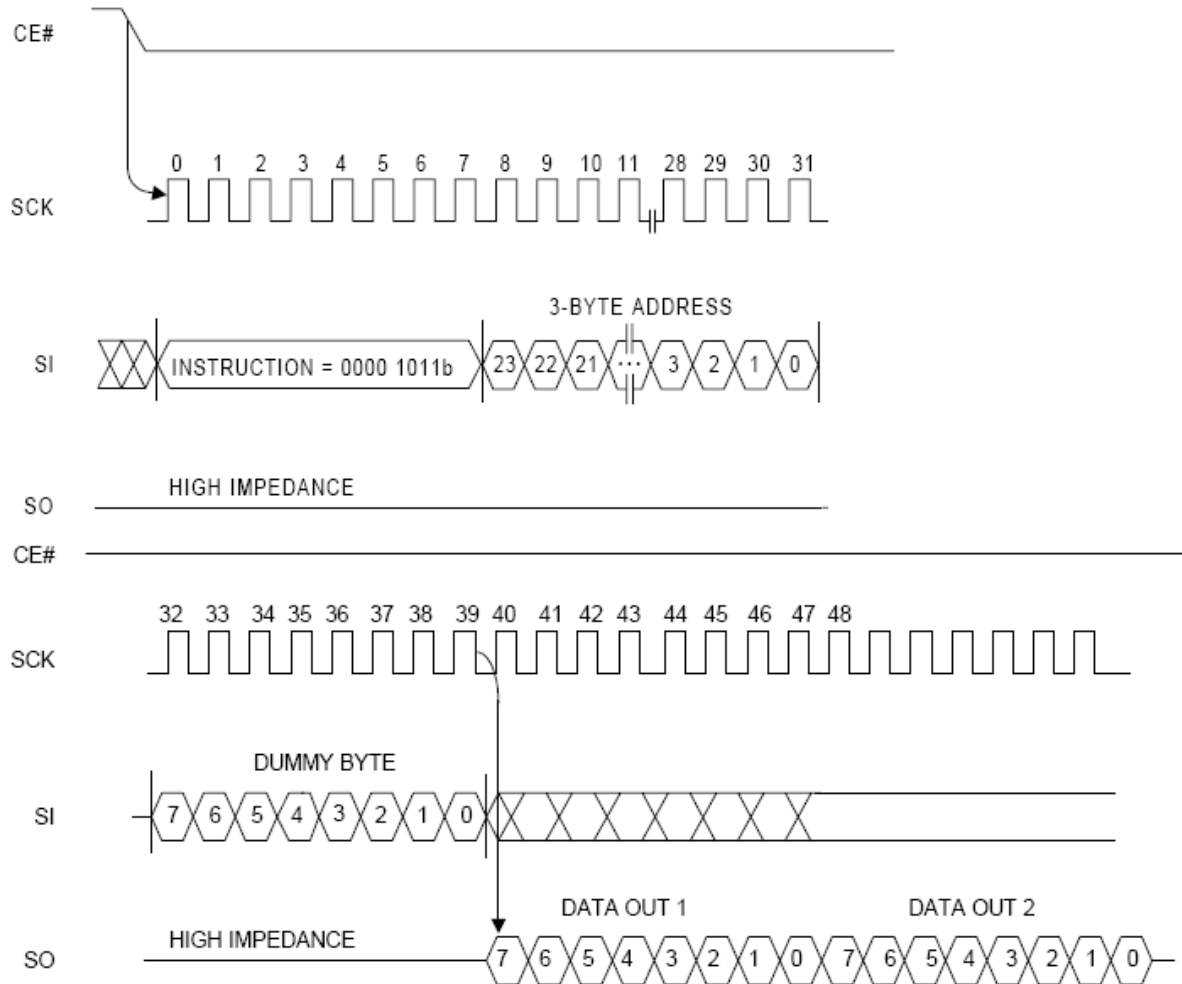 CE#
0 1 2 3 4 5 6 7 8 9 10 11 28 29 30 31
SCK
3-BYTE ADDRESS
SI INSTRUCTION = 0000 1011b 23 22 21 ... 3 2 1 0
HIGH IMPEDANCE
SO
CE#
32 33 34 35 36 37 38 39 40 41 42 43 44 45 46 47 48
SCK
DUMMY BYTE
SI 7 6 5 4 3 2 1 0
DATA OUT 1 DATA OUT 2
HIGH IMPEDANCE
SO 7 6 5 4 3 2 1 0 7 6 5 4 3 2 1 0